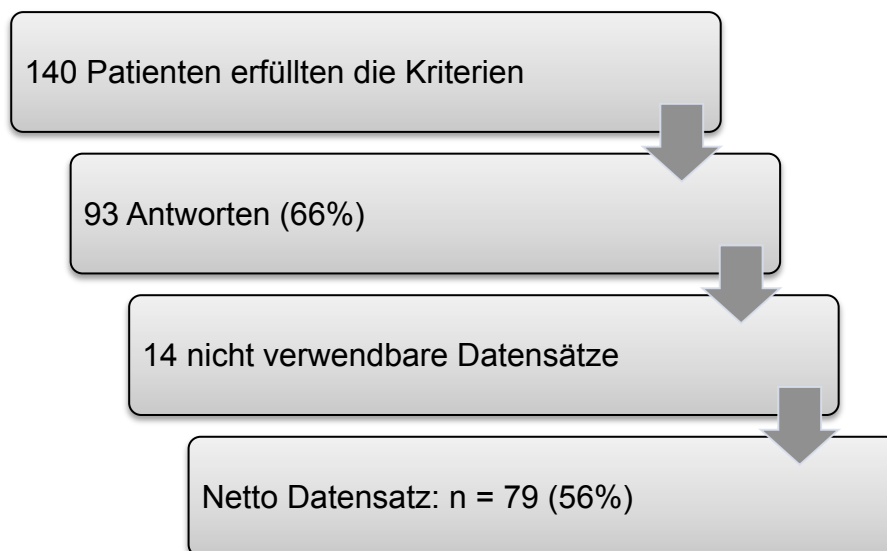 140 Patienten erfüllten die Kriterien
93 Antworten (66%)
14 nicht verwendbare Datensätze
Netto Datensatz: n = 79 (56%)